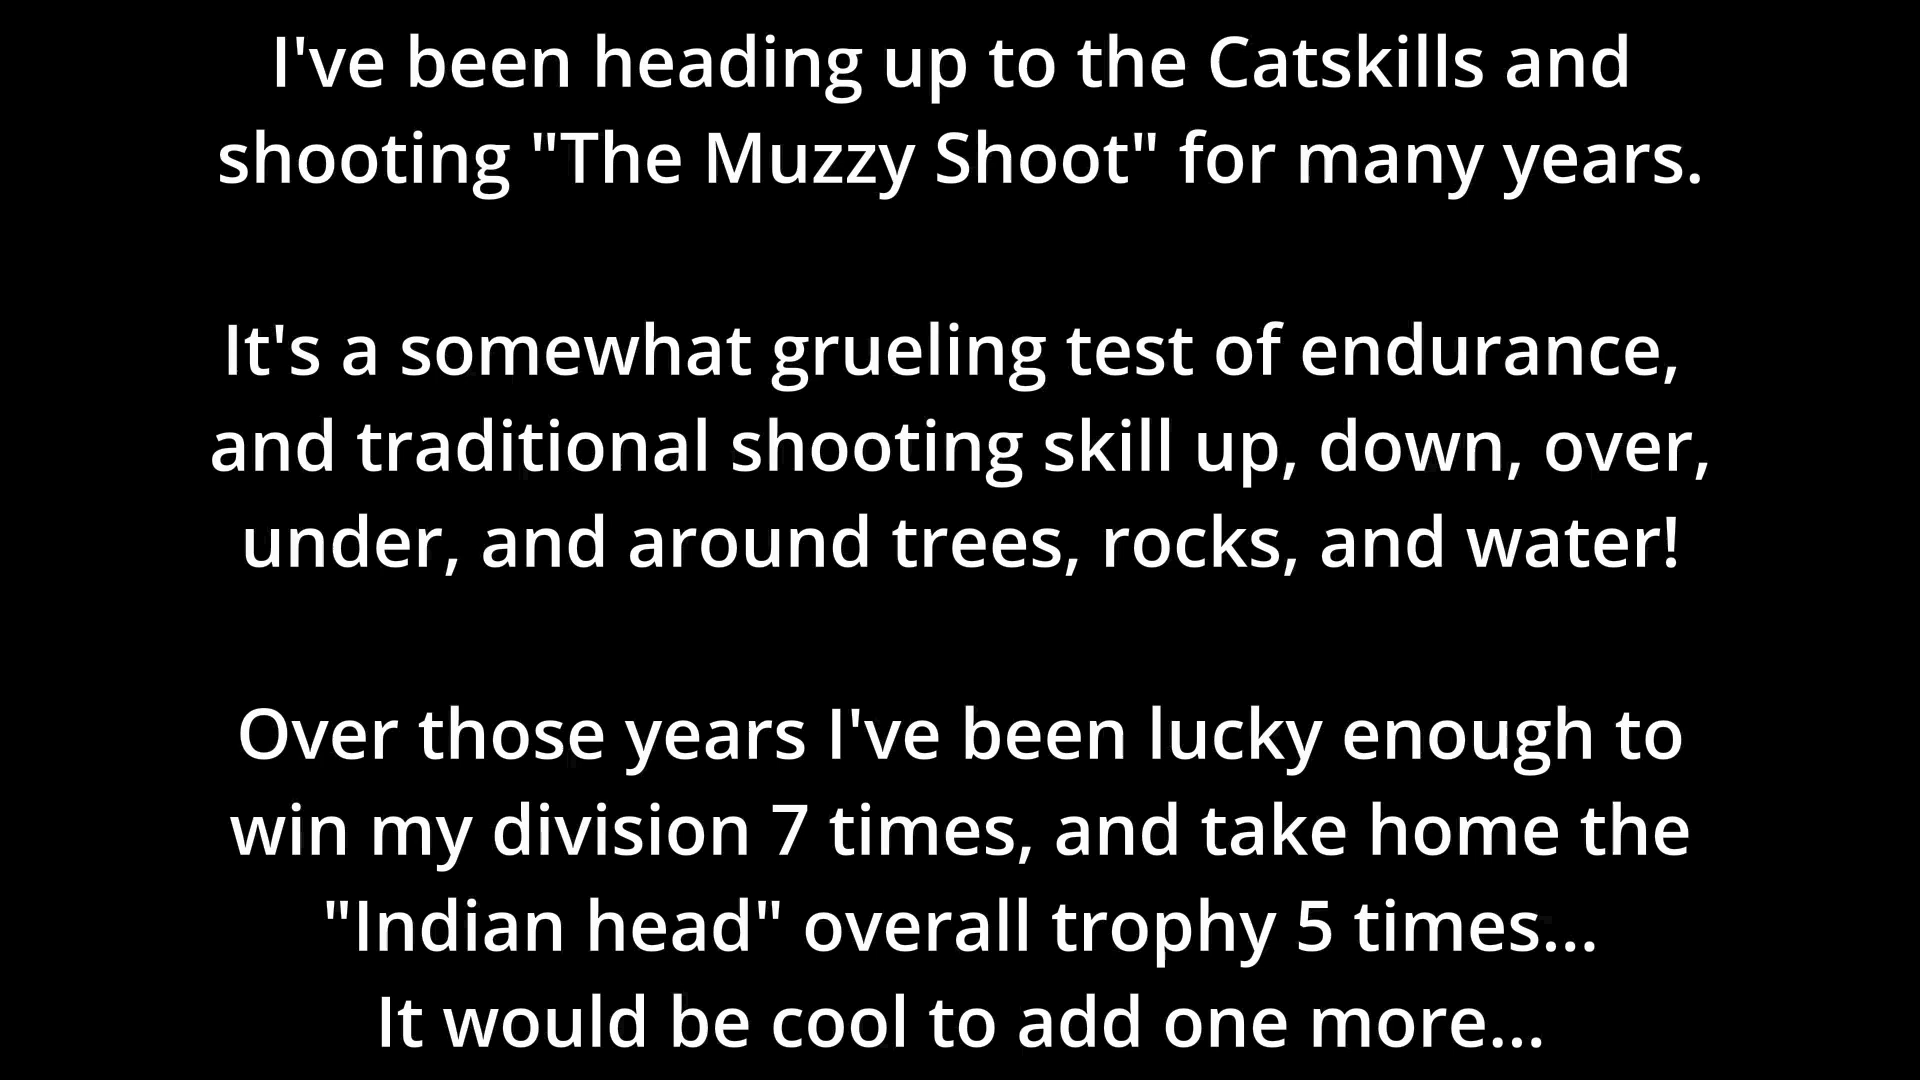 I've been heading up to the Catskills and
shooting "The Muzzy Shoot" for many years.
It's a somewhat grueling test of endurance,
and traditional shooting skill up, down, over,
under, and around trees, rocks, and water!
Over those years I've been lucky enough to
win my division 7 times, and take home the
"Indian head" overall trophy 5 times...
It would be cool to add one more...